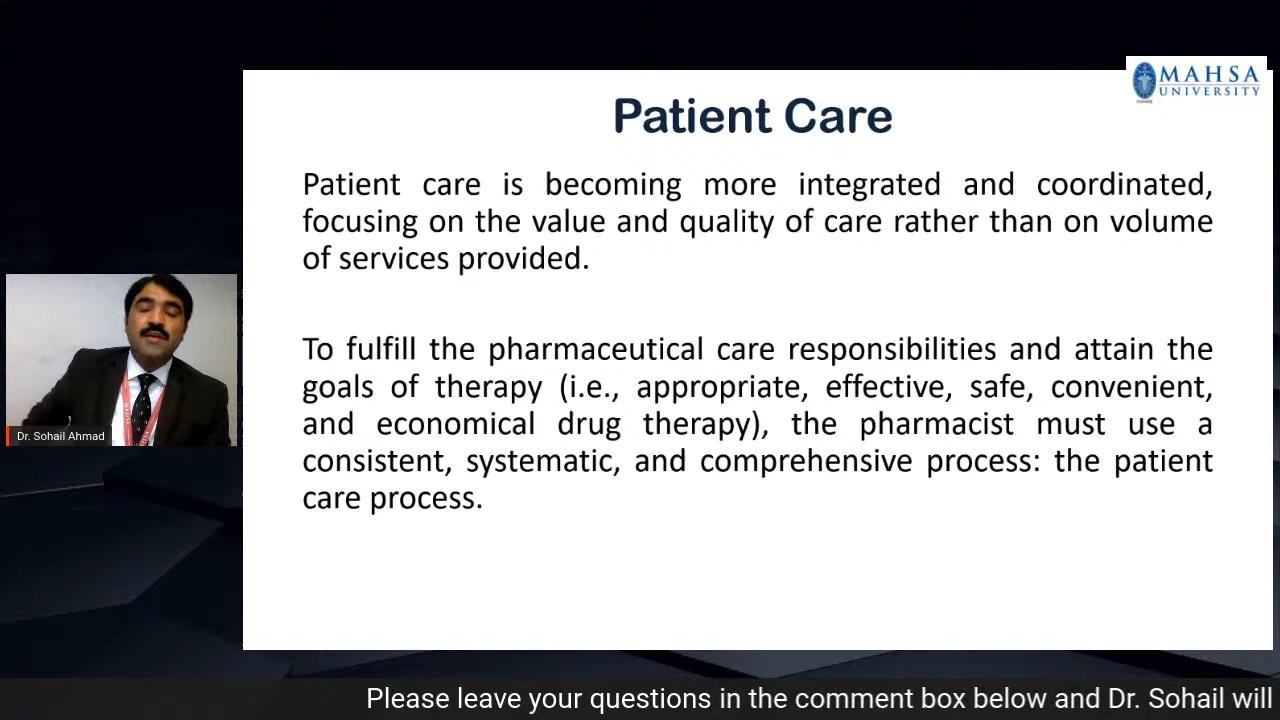 MAHSA
UNIVERSITY
Patient Care
Patient care is becoming more integrated and coordinated,
focusing on the value and quality of care rather than on volume
of services provided.
To fulfill the pharmaceutical care responsibilities and attain the
goals of therapy (i.e., appropriate, effective, safe, convenient,
and economical drug therapy), the pharmacist must use a
consistent, systematic, and comprehensive process: the patient
care process.
Dr. Sohail Ahmad
Please leave your questions in the comment box below and Dr. Sohail will